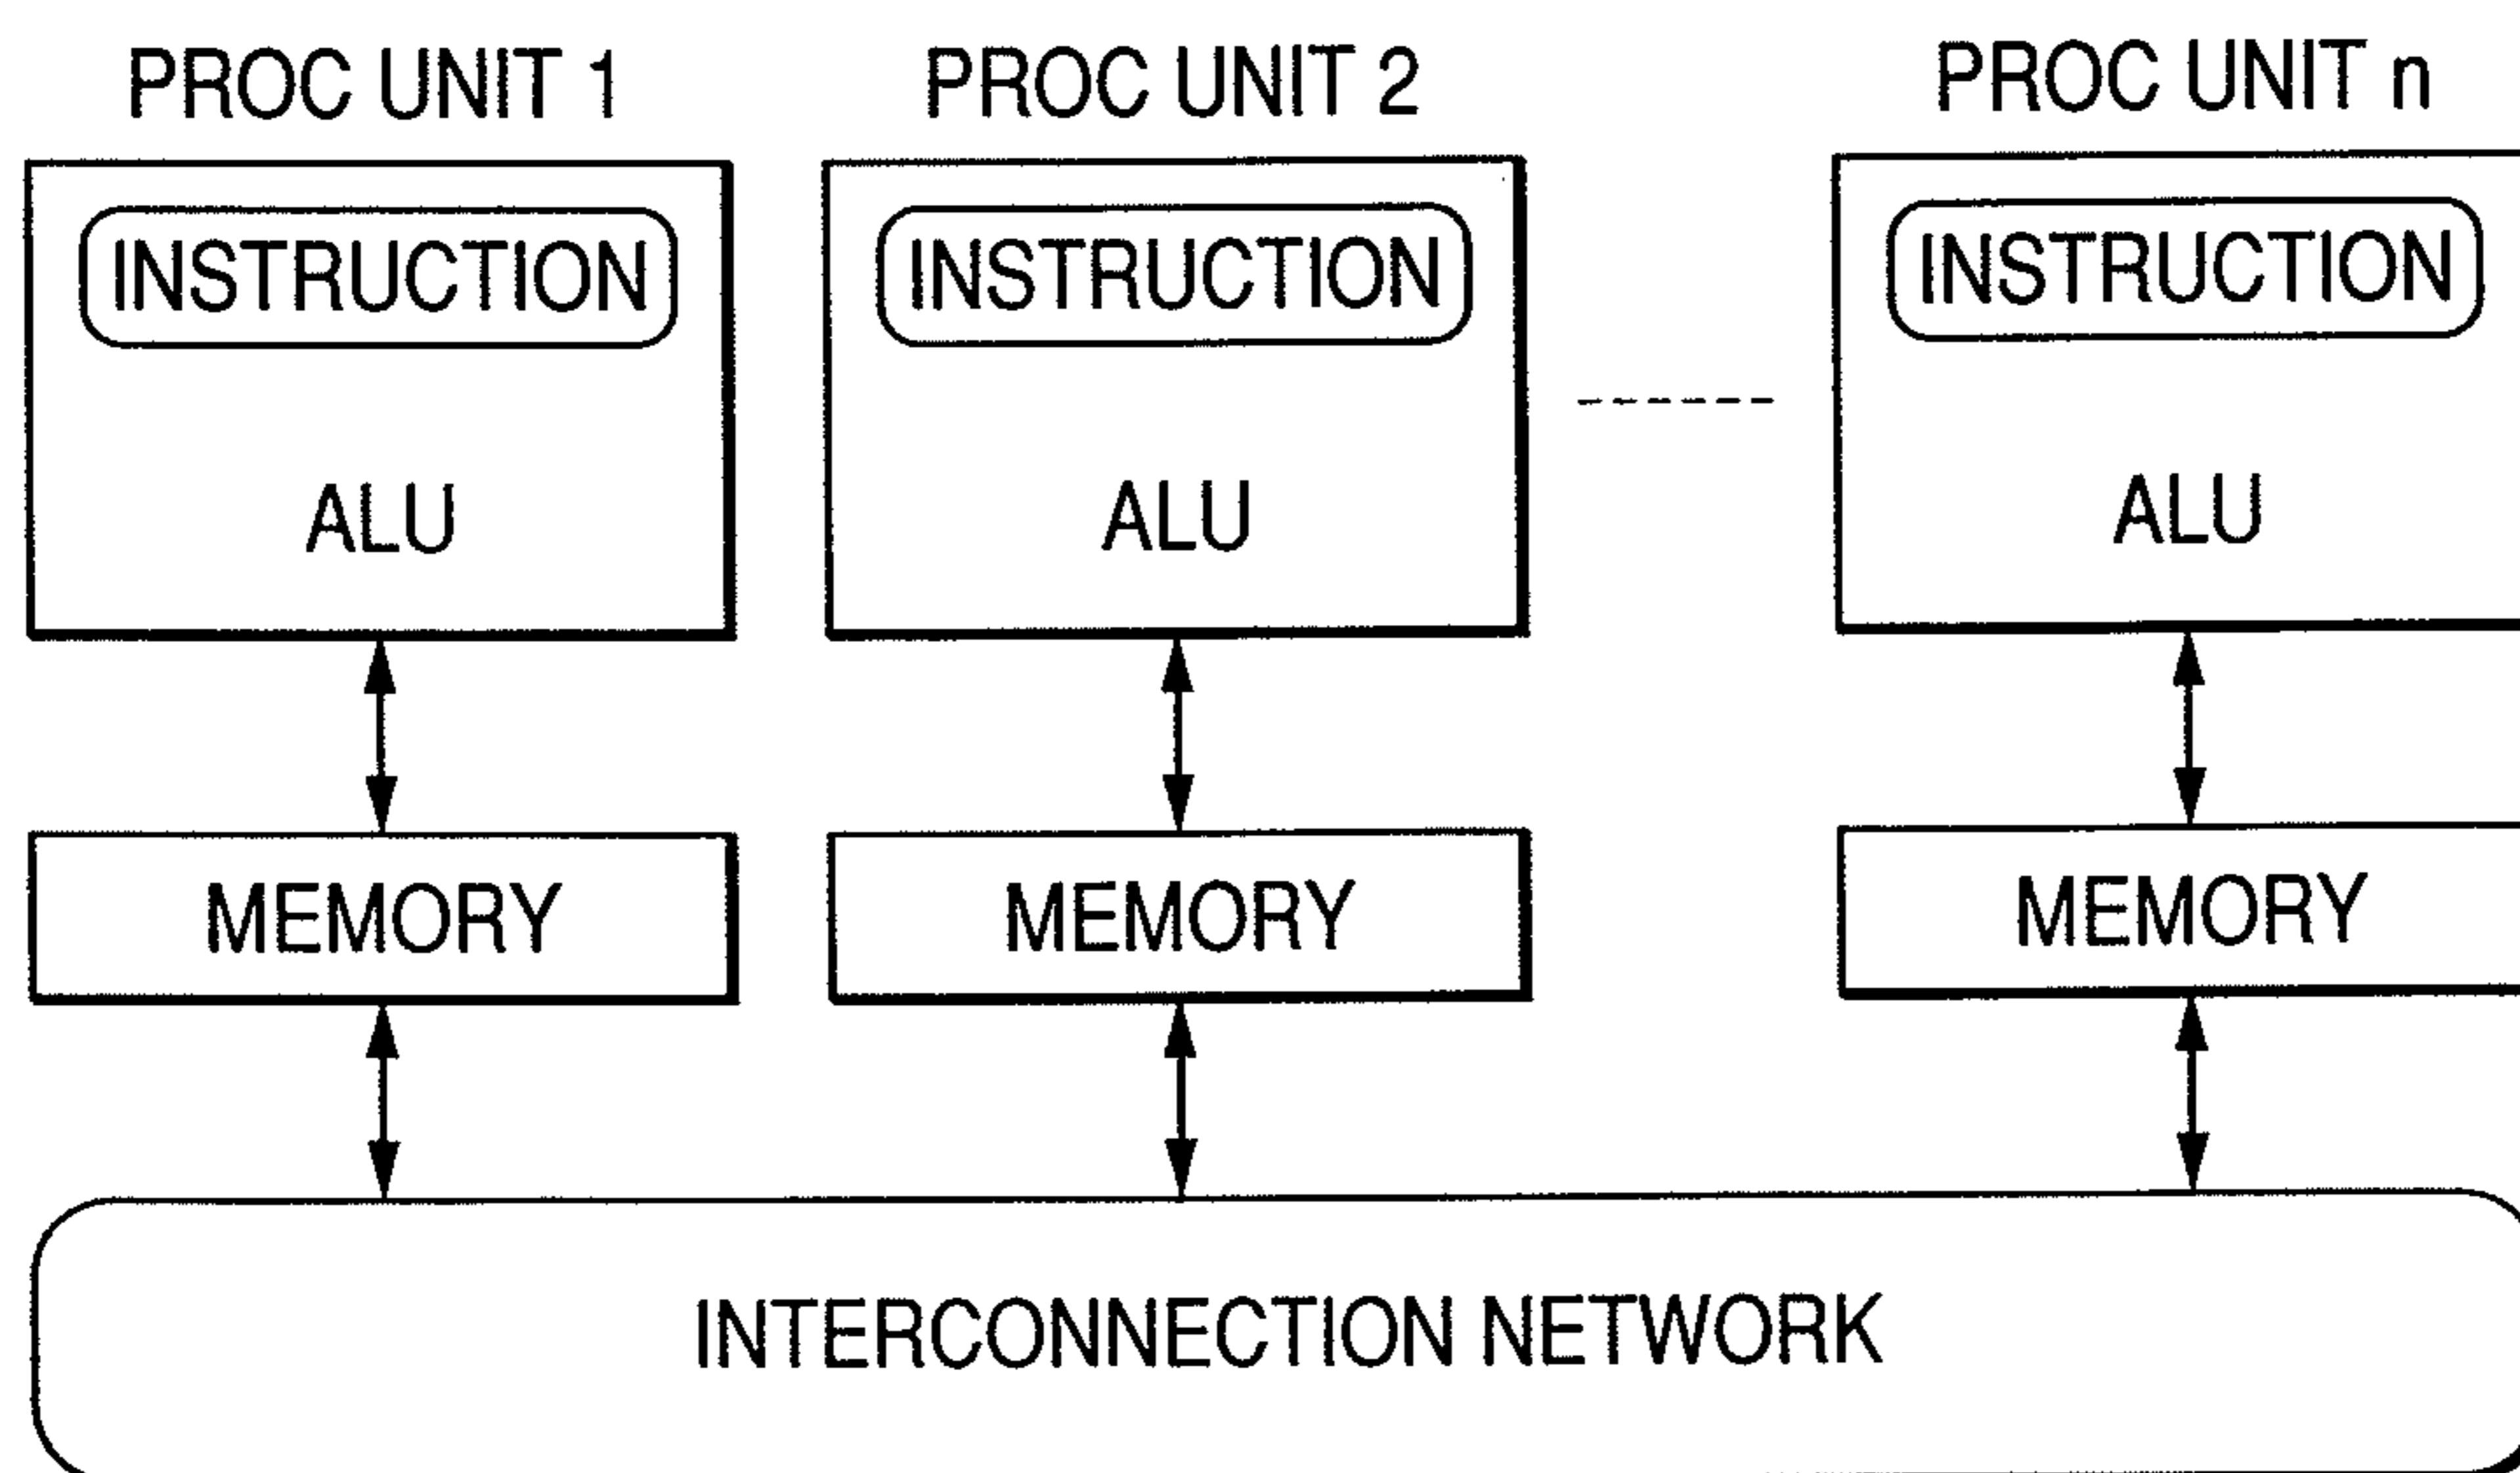 PROC UNIT 1
PROC UNIT 2
PROC UNIT n
INSTRUCTION
INSTRUCTION
INSTRUCTION
ALU
ALU
ALU
MEMORY
MEMORY
MEMORY
INTERCONNECTION NETWORK